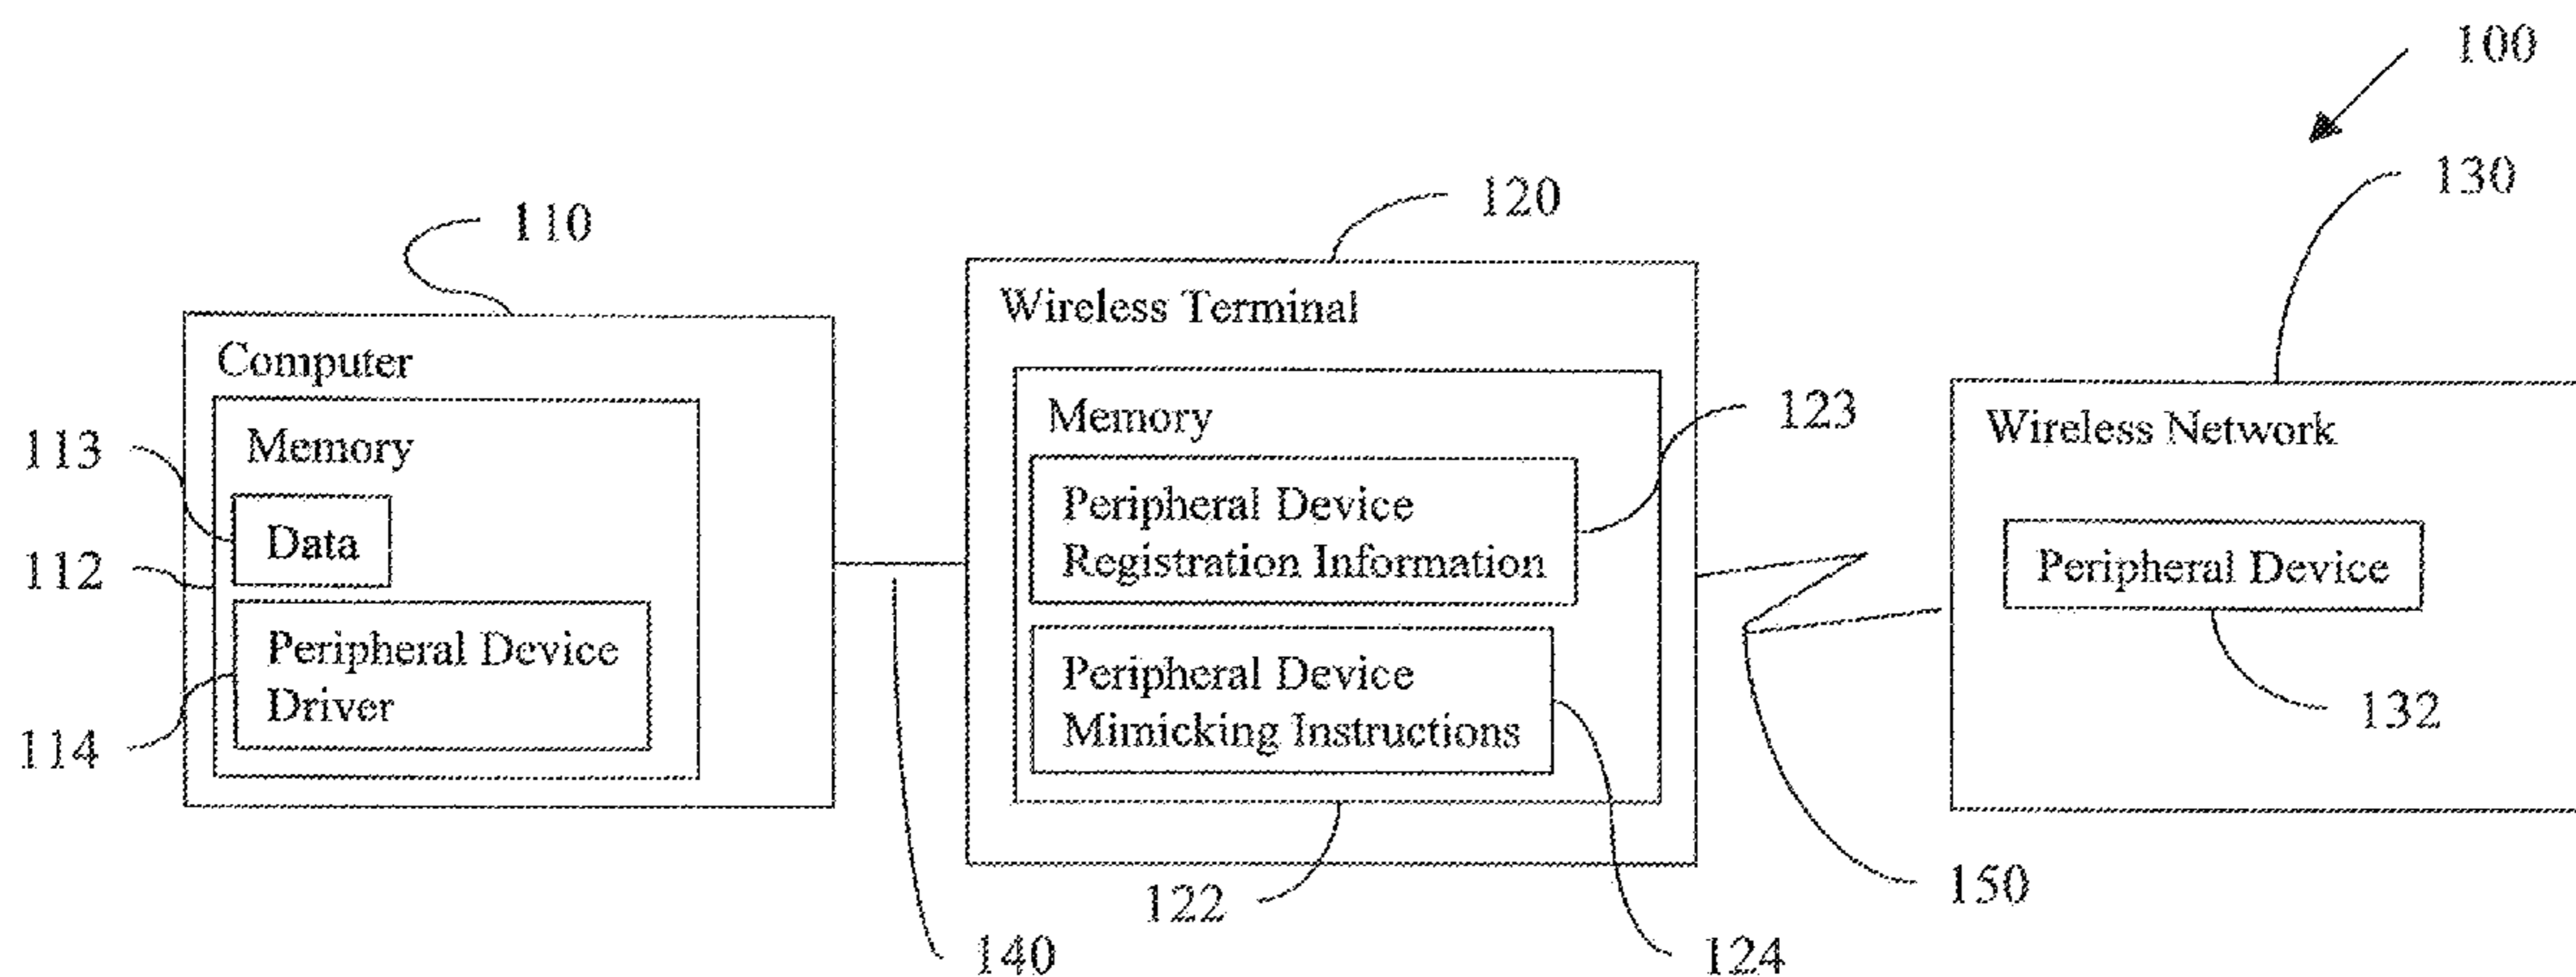 100
130
120
110
Wireless Terminal
Computer
Memory
123
Wireless Network
113
Memory
Peripheral Device
Registration Information
Data
112
Peripheral Device
Peripheral Device
Driver
Peripheral Device
Mimicking Instructions
114
132
122
150
140
124